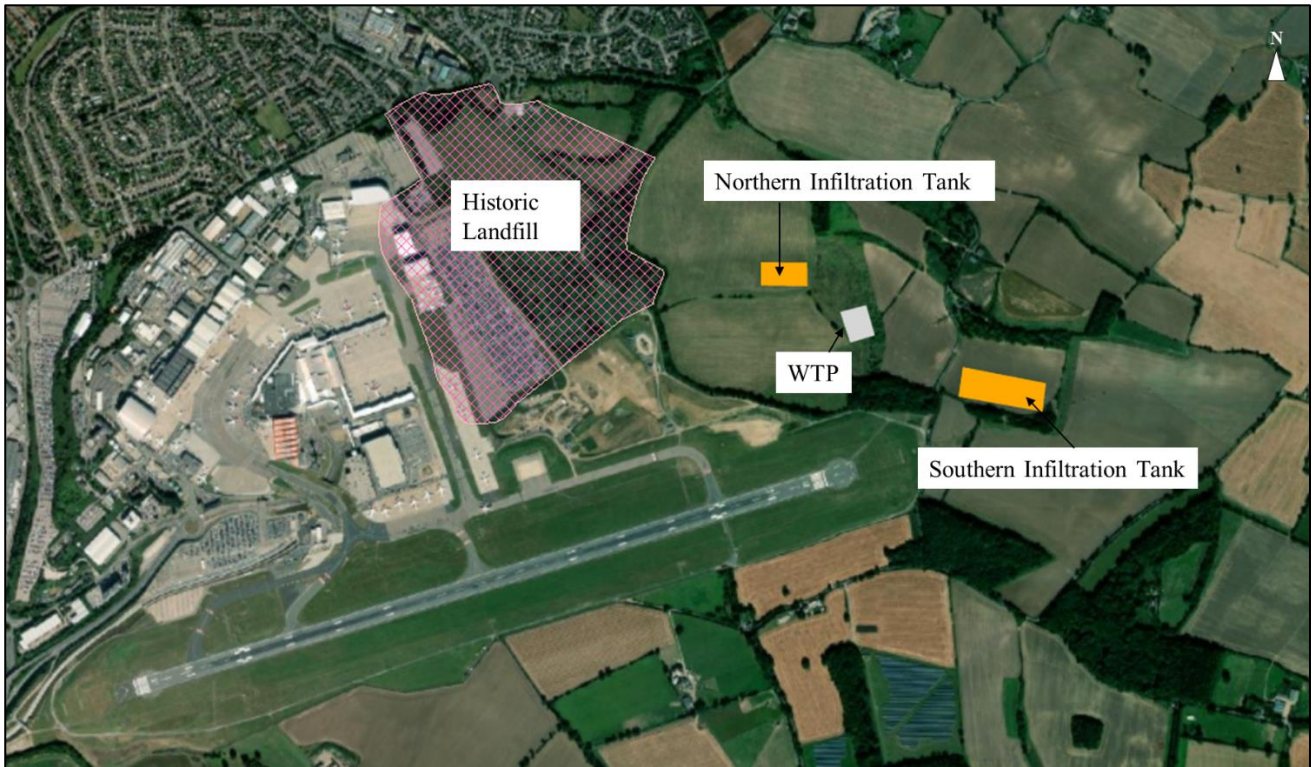 N
Northern Infiltration Tank
Historic
Landfill
WTP
Southern Infiltration Tank